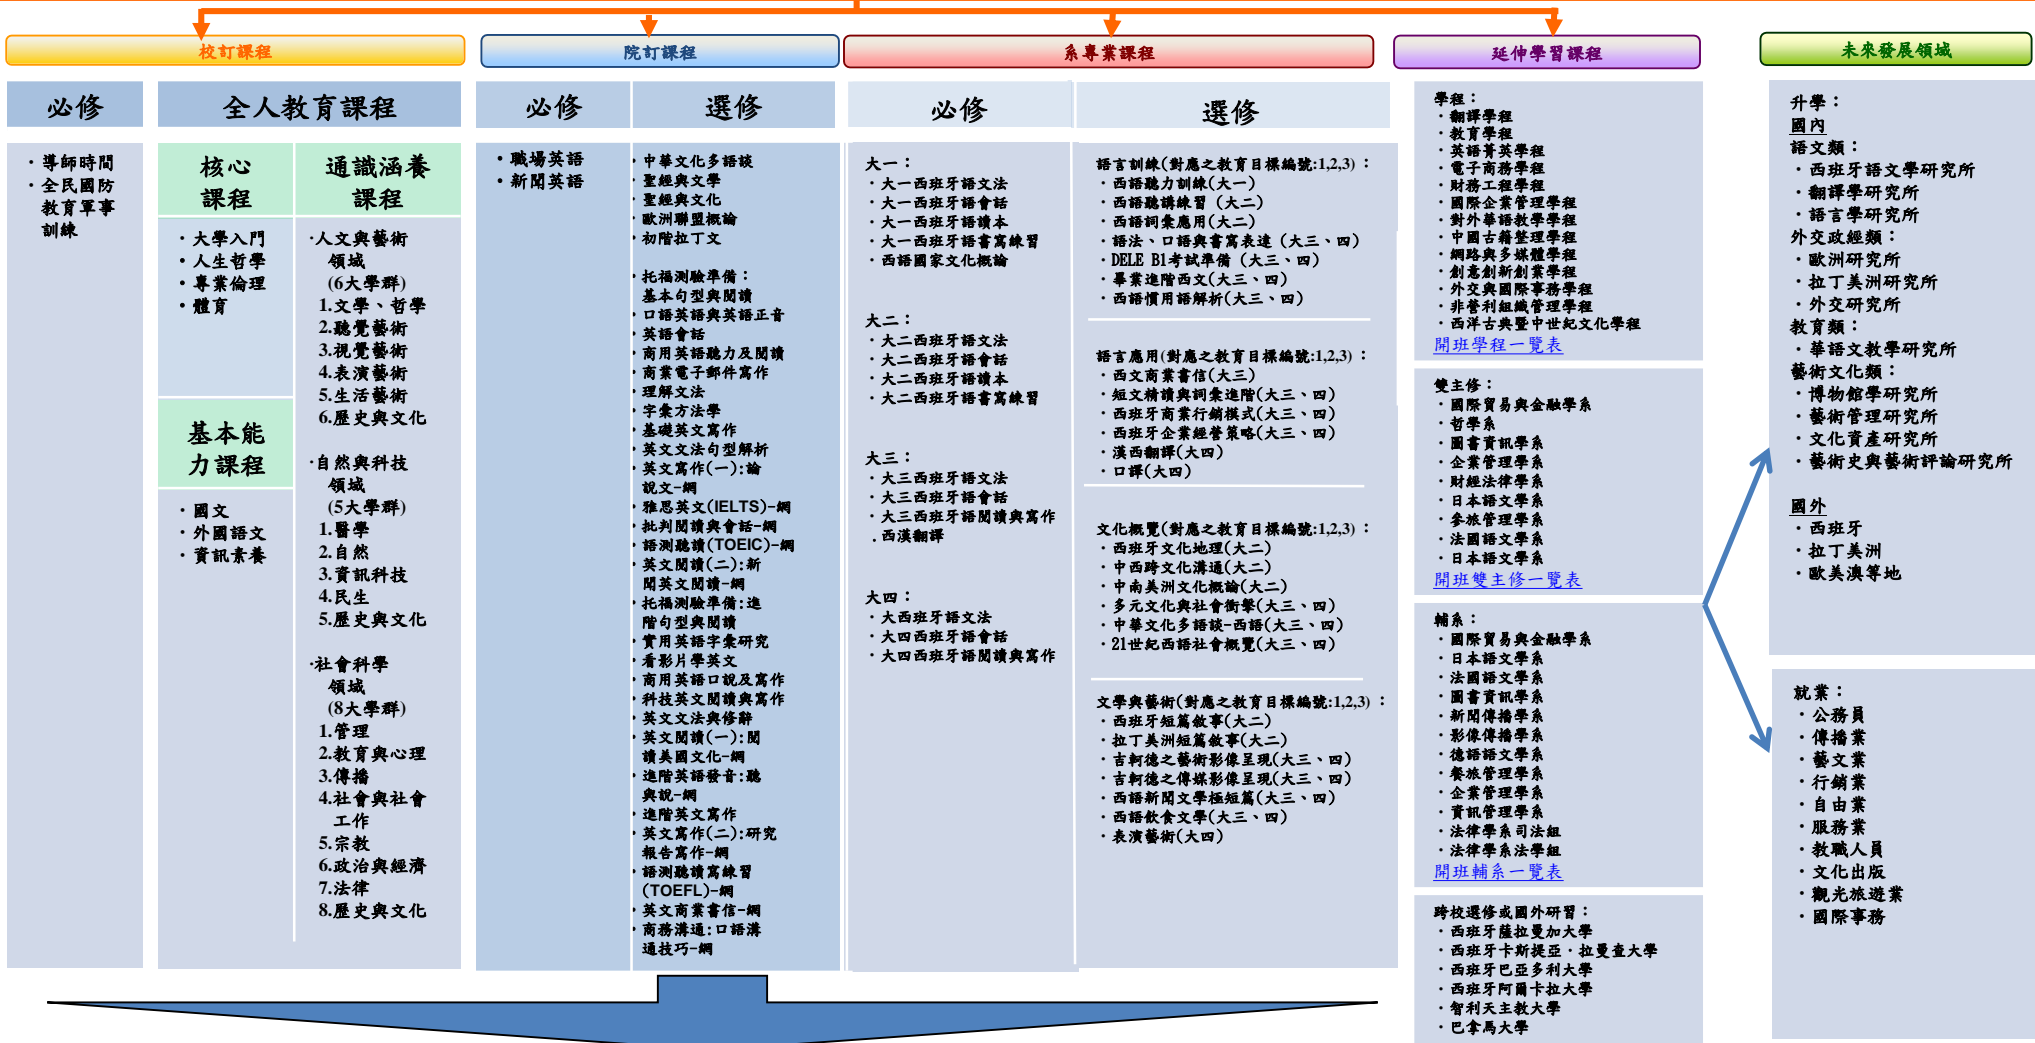 校訂課程
必修
・導師時間
・全民國防
教育軍事
訓練
全人教育課程
核心
課程
・大學入門
・人生哲學
・專業倫理
・體育
基本能
力課程
・國文
・外國語文
・資訊素養
通識涵養
課程
·人文與藝術
領域
(6大學群)
1.文學、哲學
2.聽覺藝術
3.視覺藝術
4.表演藝術
5.生活藝術
6.歷史與文化
·自然與科技
領域
(5大學群)
1.醫學
2.自然
3.資訊科技
4.民生
5.歷史與文化
·社會科學
領域
(8大學群)
1.管理
2.教育與心理
3.傳播
4.社會與社會
工作
5.宗教
6.政治與經濟
7.法律
8.歷史與文化
院訂課程
必修
・職場英語
・新聞英語
選修
・中華文化多語談
・聖經與文學
・聖經與文化
・歐洲聯盟概論
・初階拉丁文
・托福測驗準備：
基本句型與閱讀
・口語英語與英語正音
・英語會話
・商用英語聽力及閱讀
・商業電子郵件寫作
・理解文法
・字彙方法學
・基礎英文寫作
・英文文法句型解析
・英文寫作(一):論
說文-網
・雅思英文(IELTS)-網
・批判閱讀與會話-網
・語測聽讀(TOEIC)-網
・英文閱讀(二):新
聞英文閱讀-網
・托福測驗準備:進
階句型與閱讀
・實用英語字彙研究
・看影片學英文
・商用英語口說及寫作
・科技英文閱讀與寫作
・英文文法與修辭
・英文閱讀(一):閱
讀美國文化-網
・進階英語發音:聽
與說-網
・進階英文寫作
・英文寫作(二):研究
報告寫作-網
・語測聽讀寫練習
(TOEFL)-網
・英文商業書信-網
・商務溝通:口語溝
通技巧-網
系專業課程
必修
大一：
・大一西班牙語文法
・大一西班牙語會話
・大一西班牙語讀本
・大一西班牙語書寫練習
・西語國家文化概論
大二：
・大二西班牙語文法
・大二西班牙語會話
・大二西班牙語讀本
・大二西班牙語書寫練習
大三：
・大三西班牙語文法
・大三西班牙語會話
・大三西班牙語閱讀與寫作
．西漢翻譯
大四：
・大西班牙語文法
・大四西班牙語會話
・大四西班牙語閱讀與寫作
選修
語言訓練(對應之教育目標編號:1,2,3)：
・西語聽力訓練(大一)
・西語聽講練習 (大二)
・西語詞彙應用(大二)
・語法、口語與書寫表達 (大三、四)
・DELE B1考試準備 (大三、四)
・畢業進階西文(大三、四)
・西語慣用語解析(大三、四)
語言應用(對應之教育目標編號:1,2,3)：
・西文商業書信(大三)
・短文精讀與詞彙進階(大三、四)
・西班牙商業行銷模式(大三、四)
・西班牙企業經營策略(大三、四)
・漢西翻譯(大四)
・口譯(大四)
文化概覽(對應之教育目標編號:1,2,3)：
・西班牙文化地理(大二)
・中西跨文化溝通(大二)
・中南美洲文化概論(大二)
・多元文化與社會衝擊(大三、四)
・中華文化多語談-西語(大三、四)
・21世紀西語社會概覽(大三、四)
文學與藝術(對應之教育目標編號:1,2,3)：
・西班牙短篇敘事(大二)
・拉丁美洲短篇敘事(大二)
・吉軻德之藝術影像呈現(大三、四)
・吉軻德之傳媒影像呈現(大三、四)
・西語新聞文學極短篇(大三、四)
・西語飲食文學(大三、四)
・表演藝術(大四)
延伸學習課程
學程：
・翻譯學程
・教育學程
・英語菁英學程
・電子商務學程
・財務工程學程
・國際企業管理學程
・對外華語教學學程
・中國古籍整理學程
・網路與多媒體學程
・創意創新創業學程
・外交與國際事務學程
・非營利組織管理學程
・西洋古典暨中世紀文化學程
開班學程一覽表
雙主修：
・國際貿易與金融學系
・哲學系
・圖書資訊學系
・企業管理學系
・財經法律學系
・日本語文學系
・餐旅管理學系
・法國語文學系
・日本語文學系
開班雙主修一覽表
輔系：
・國際貿易與金融學系
・日本語文學系
・法國語文學系
・圖書資訊學系
・新聞傳播學系
・影像傳播學系
・德語語文學系
・餐旅管理學系
・企業管理學系
・資訊管理學系
・法律學系司法組
・法律學系法學組
開班輔系一覽表
跨校選修或國外研習：
・西班牙薩拉曼加大學
・西班牙卡斯提亞·拉曼查大學
・西班牙巴亞多利大學
・西班牙阿爾卡拉大學
・智利天主教大學
・巴拿馬大學
未來發展領域
升學：
國內
語文類：
・西班牙語文學研究所
・翻譯學研究所
・語言學研究所
外交政經類：
・歐洲研究所
・拉丁美洲研究所
・外交研究所
教育類：
・華語文教學研究所
藝術文化類：
・博物館學研究所
・藝術管理研究所
・文化資產研究所
・藝術史與藝術評論研究所
國外
・西班牙
・拉丁美洲
・歐美澳等地
就業：
・公務員
・傳播業
・藝文業
・行銷業
・自由業
・服務業
・教職人員
・文化出版
・觀光旅遊業
・國際事務